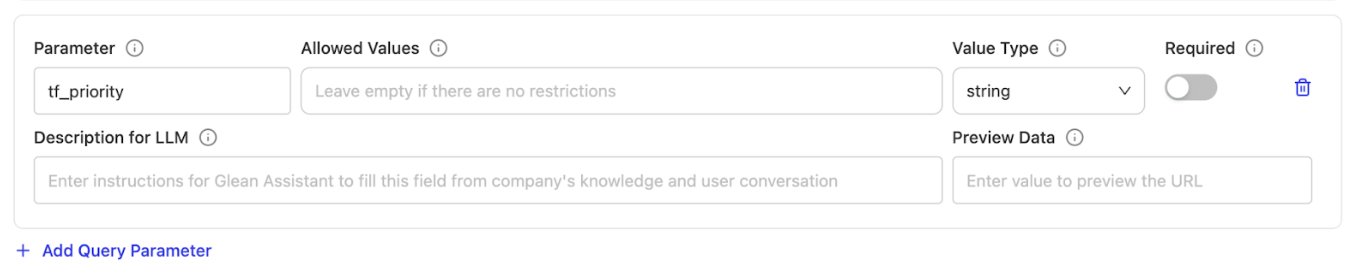 Parameter Allowed Values Value Type Required
tf_priority Leave empty if there are no restrictions string
Description for LLM Preview Data
Enter instructions for Glean Assistant to fill this field from company's knowledge and user conversation Enter value to preview the URL
+ Add Query Parameter